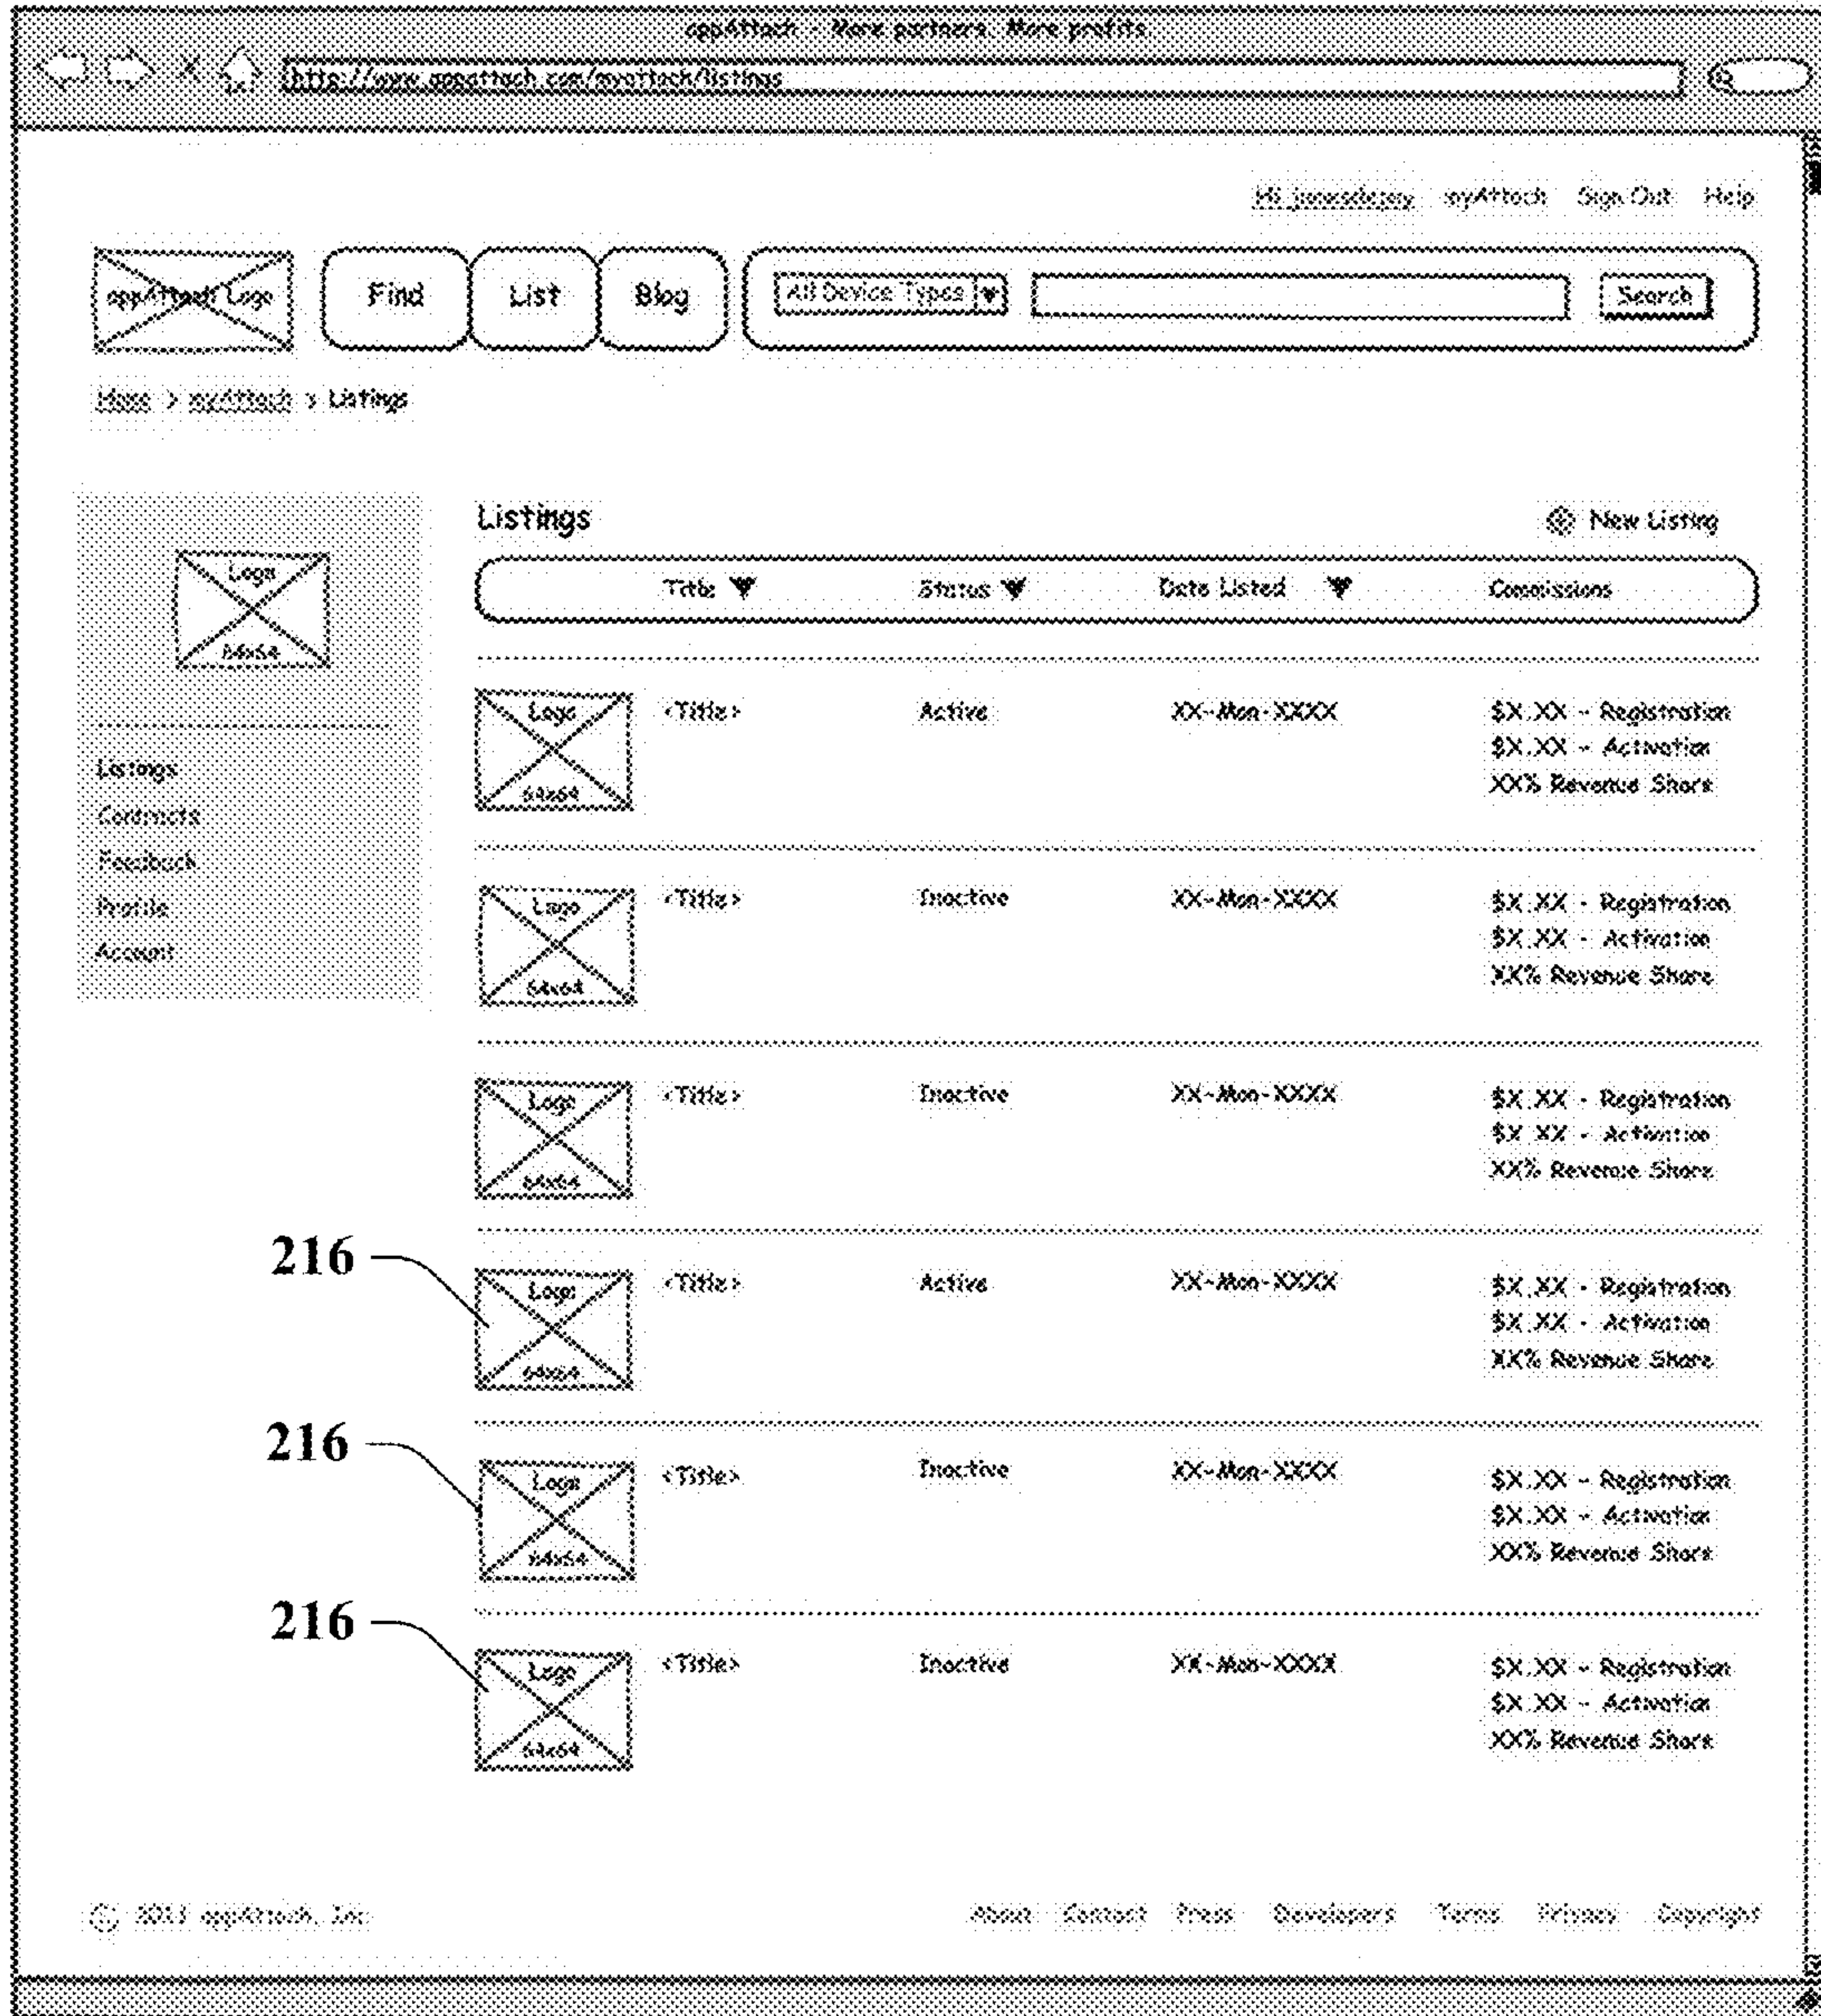 appAttach - More partners. More profits.
http://www.appattach.com/myattach/listings
Hi, myAttach Sign Out Help
appAttach Logo Find List Blog All Device Types Search
Home > myAttach > Listings
Logo
64x64
Listings
Contracts
Feedback
Profile
Account
Listings New Listing
Title Status Date Listed Commissions
Logo <Title> Active XX-Mon-XXXX $X.XX - Registration
$X.XX - Activation
64x64 XX% Revenue Share
Logo <Title> Inactive XX-Mon-XXXX $X.XX - Registration
$X.XX - Activation
64x64 XX% Revenue Share
Logo <Title> Inactive XX-Mon-XXXX $X.XX - Registration
$X.XX - Activation
64x64 XX% Revenue Share
216 Logo <Title> Active XX-Mon-XXXX $X.XX - Registration
$X.XX - Activation
64x64 XX% Revenue Share
216 Logo <Title> Inactive XX-Mon-XXXX $X.XX - Registration
$X.XX - Activation
64x64 XX% Revenue Share
216 Logo <Title> Inactive XX-Mon-XXXX $X.XX - Registration
$X.XX - Activation
64x64 XX% Revenue Share
© appAttach, Inc. About Contact Press Developers Terms Privacy Copyright